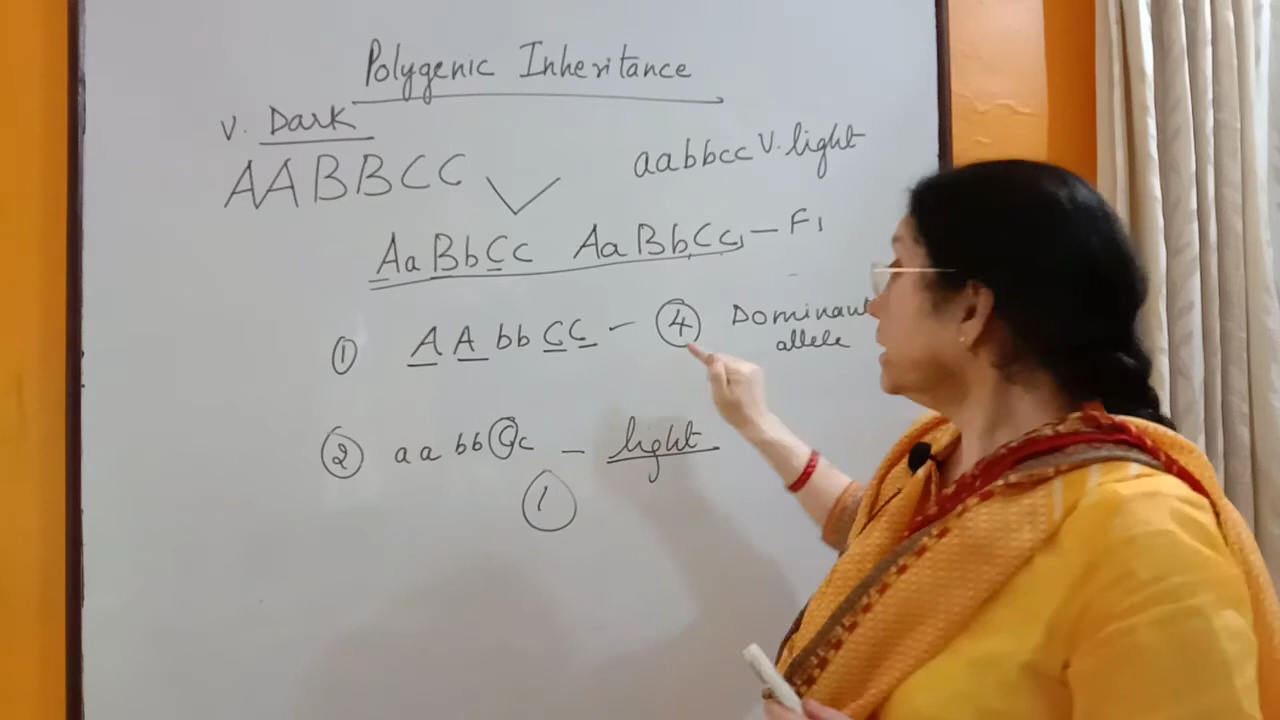 Polygenic Inheritance
V. Dark
AABBCC
aabbcc V. light
AaBbCc AaBbCc – F1
① AAbbCC – ④ Dominant
allele
② aabbCc – light
①